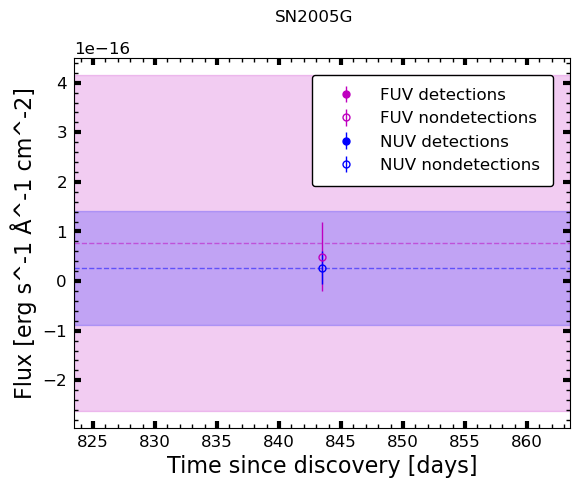 SN2005G
1e−16
4
3
2
1
0
−1
−2
Flux [erg s^-1 Å^-1 cm^-2]
FUV detections
FUV nondetections
NUV detections
NUV nondetections
825 830 835 840 845 850 855 860
Time since discovery [days]